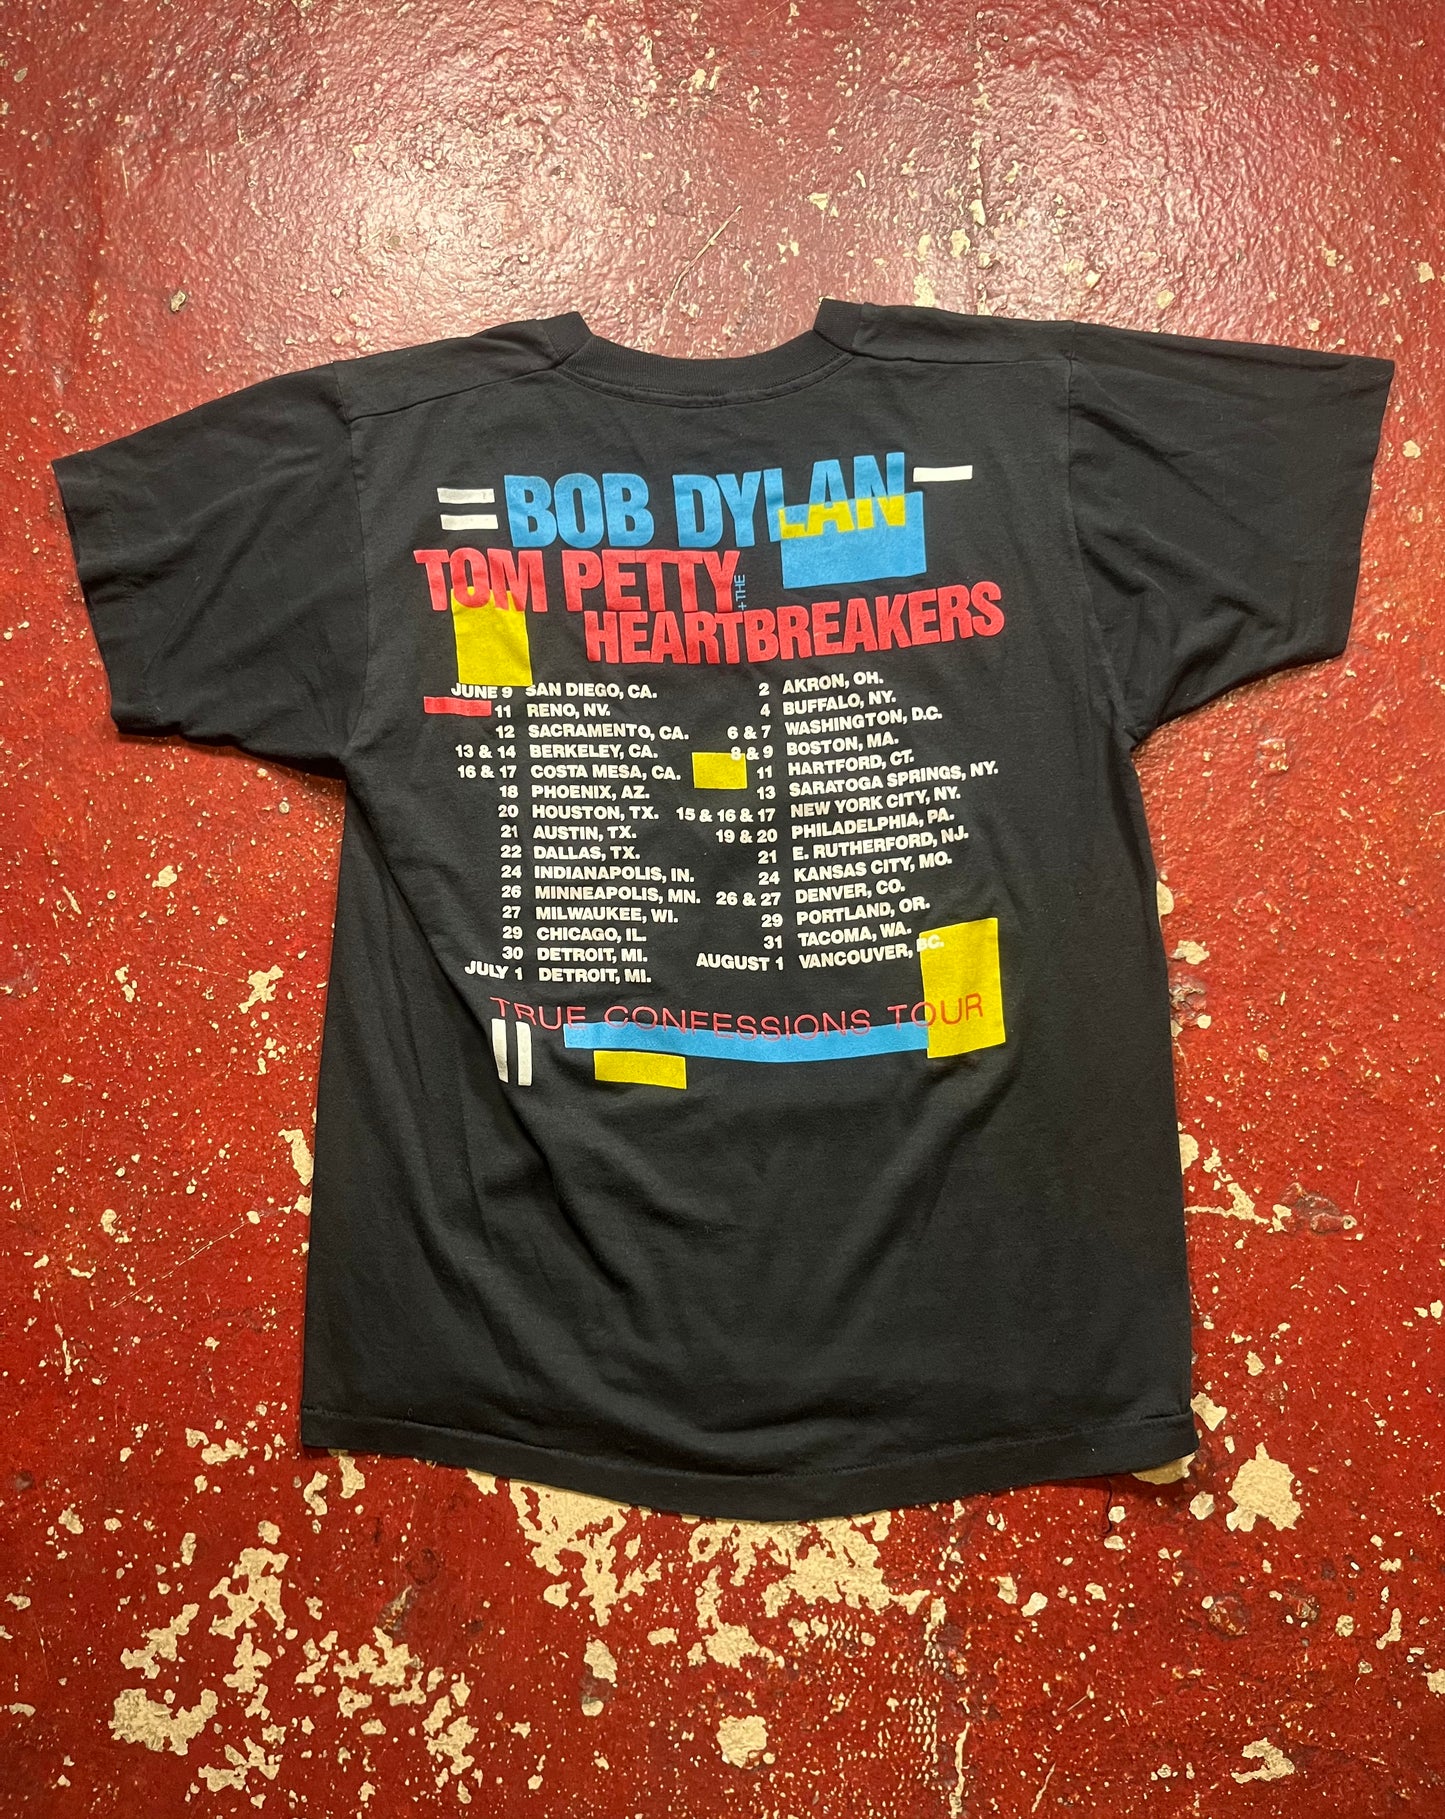 BOB DYLAN
TOM PETTY
+THE
HEARTBREAKERS
JUNE 9 SAN DIEGO, CA.
11 RENO, NV.
12 SACRAMENTO, CA.
13 & 14 BERKELEY, CA.
16 & 17 COSTA MESA, CA.
18 PHOENIX, AZ.
20 HOUSTON, TX.
21 AUSTIN, TX.
22 DALLAS, TX.
24 INDIANAPOLIS, IN.
26 MINNEAPOLIS, MN.
27 MILWAUKEE, WI.
29 CHICAGO, IL.
30 DETROIT, MI.
JULY 1 DETROIT, MI.
2 AKRON, OH.
4 BUFFALO, NY.
6 & 7 WASHINGTON, D.C.
8 & 9 BOSTON, MA.
11 HARTFORD, CT.
13 SARATOGA SPRINGS, NY.
15 & 16 & 17 NEW YORK CITY, NY.
19 & 20 PHILADELPHIA, PA.
21 E. RUTHERFORD, NJ.
24 KANSAS CITY, MO.
26 & 27 DENVER, CO.
29 PORTLAND, OR.
31 TACOMA, WA.
AUGUST 1 VANCOUVER, BC.
TRUE CONFESSIONS TOUR